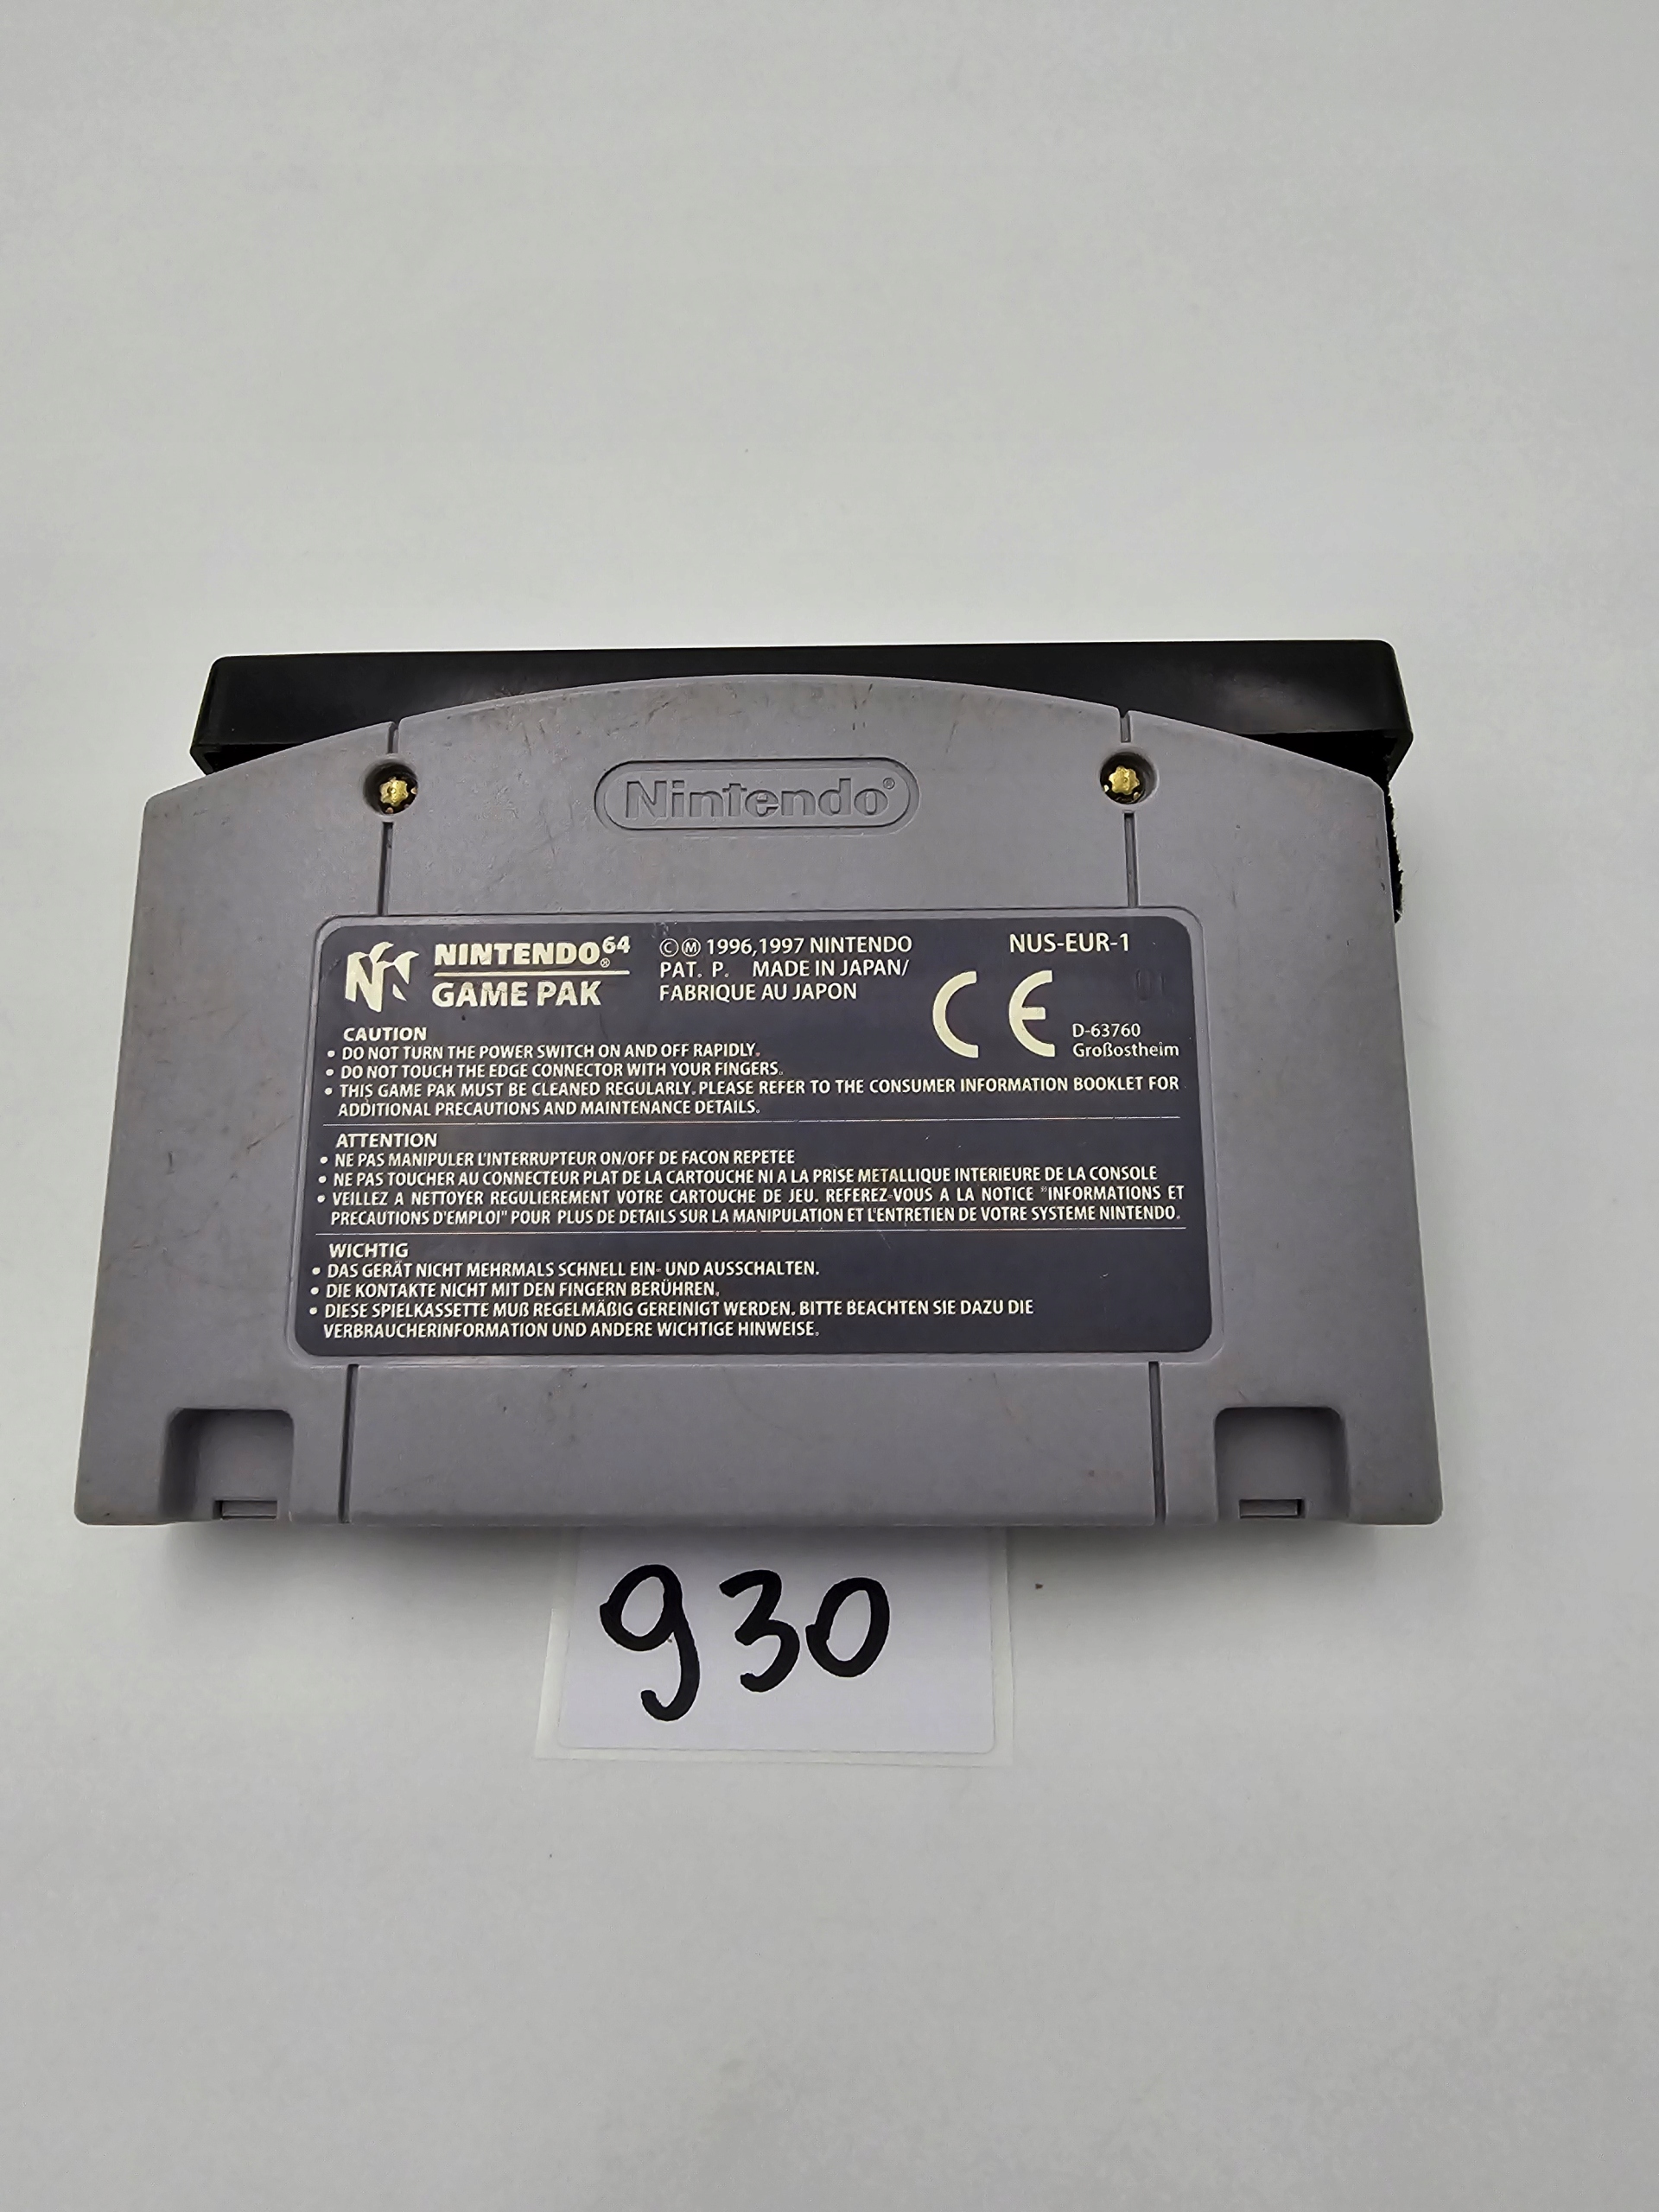 Nintendo®
NINTENDO64®
GAME PAK
©Ⓜ 1996,1997 NINTENDO
PAT. P. MADE IN JAPAN/
FABRIQUE AU JAPON
NUS-EUR-1
CE
D-63760
Großostheim
CAUTION
• DO NOT TURN THE POWER SWITCH ON AND OFF RAPIDLY.
• DO NOT TOUCH THE EDGE CONNECTOR WITH YOUR FINGERS.
• THIS GAME PAK MUST BE CLEANED REGULARLY. PLEASE REFER TO THE CONSUMER INFORMATION BOOKLET FOR
ADDITIONAL PRECAUTIONS AND MAINTENANCE DETAILS.
ATTENTION
• NE PAS MANIPULER L'INTERRUPTEUR ON/OFF DE FACON REPETEE
• NE PAS TOUCHER AU CONNECTEUR PLAT DE LA CARTOUCHE NI A LA PRISE METALLIQUE INTERIEURE DE LA CONSOLE
• VEILLEZ A NETTOYER REGULIEREMENT VOTRE CARTOUCHE DE JEU. REFEREZ-VOUS A LA NOTICE "INFORMATIONS ET
PRECAUTIONS D'EMPLOI" POUR PLUS DE DETAILS SUR LA MANIPULATION ET L'ENTRETIEN DE VOTRE SYSTEME NINTENDO.
WICHTIG
• DAS GERÄT NICHT MEHRMALS SCHNELL EIN- UND AUSSCHALTEN.
• DIE KONTAKTE NICHT MIT DEN FINGERN BERÜHREN.
• DIESE SPIELKASSETTE MUß REGELMÄßIG GEREINIGT WERDEN. BITTE BEACHTEN SIE DAZU DIE
VERBRAUCHERINFORMATION UND ANDERE WICHTIGE HINWEISE.
930